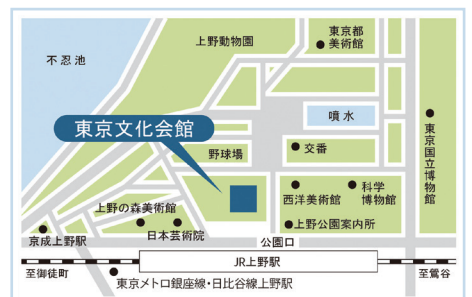 上野動物園
東京都
美術館
不忍池
噴水
東京文化会館
野球場
交番
東京国立博物館
西洋美術館
科学
博物館
上野の森美術館
日本芸術院
上野公園案内所
京成上野駅
公園口
JR上野駅
至御徒町
至鶯谷
東京メトロ銀座線・日比谷線上野駅